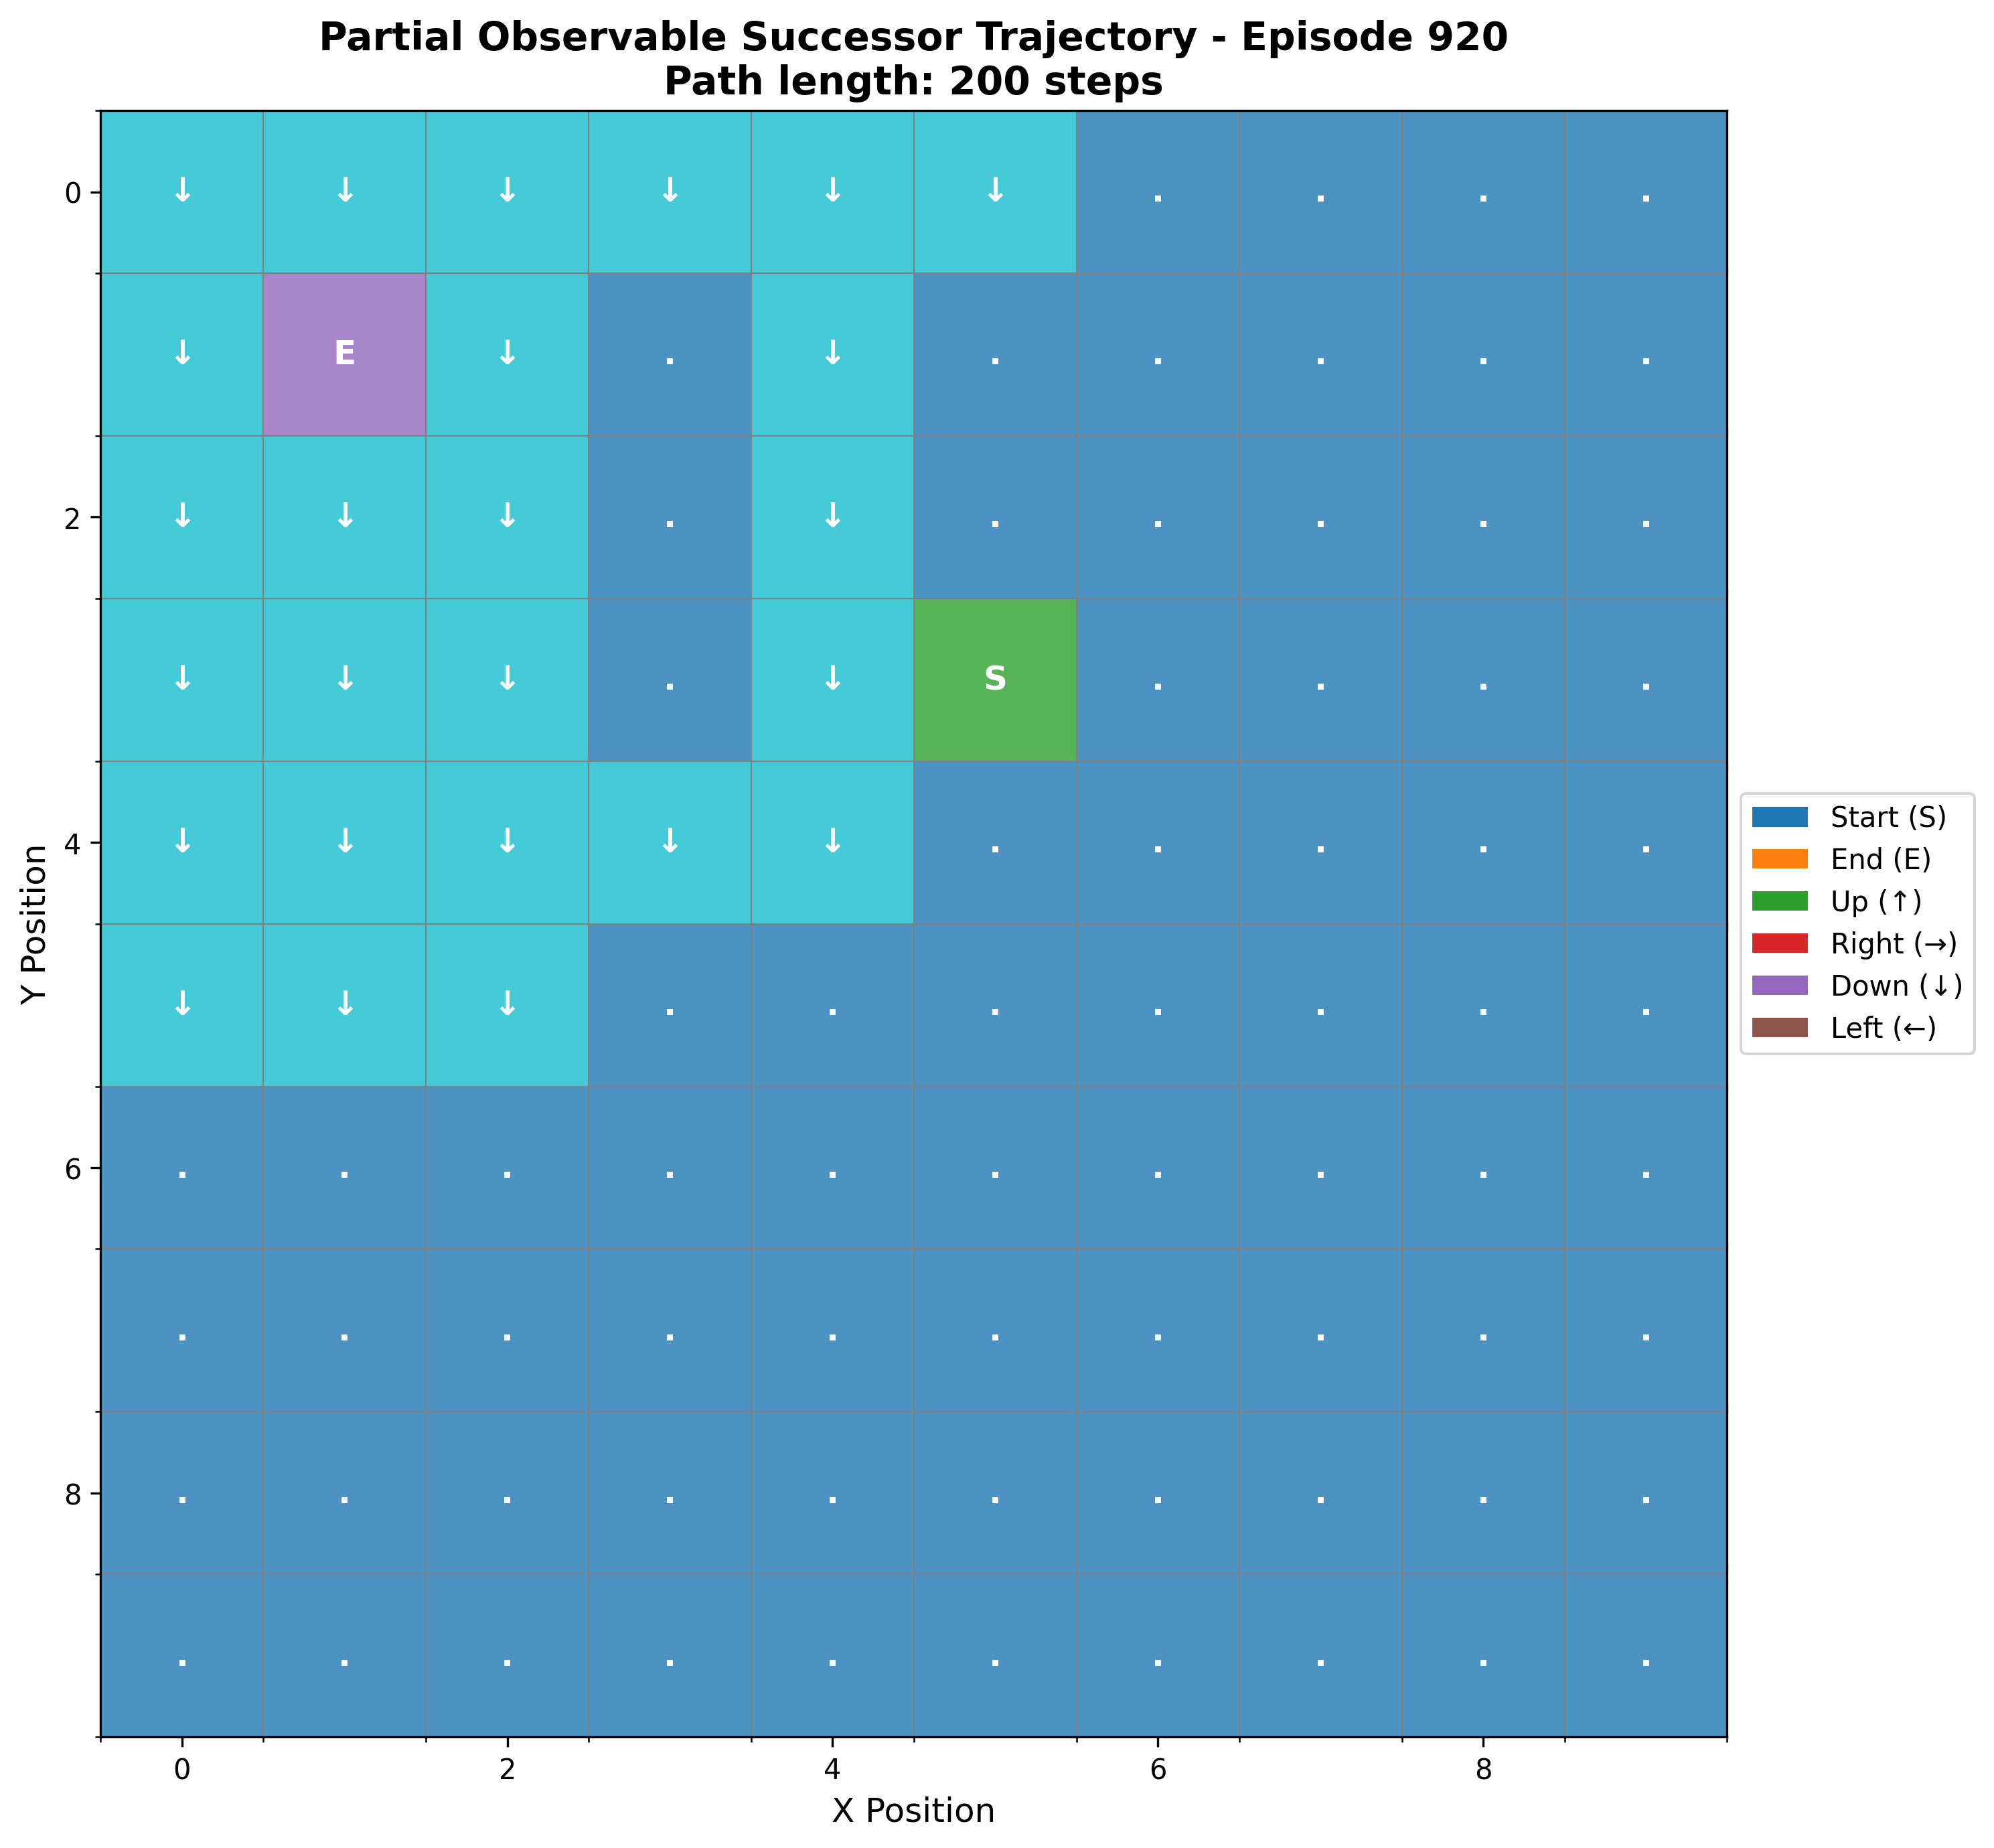 Partial Observable Successor Trajectory - Episode 920
Path length: 200 steps
0 ↓ ↓ ↓ ↓ ↓ ↓ . . . .
↓ E ↓ . ↓ . . . . .
2 ↓ ↓ ↓ . ↓ . . . . .
↓ ↓ ↓ . ↓ S . . . .
4 ↓ ↓ ↓ ↓ ↓ . . . . .
↓ ↓ ↓ . . . . . . .
6 . . . . . . . . . .
. . . . . . . . . .
8 . . . . . . . . . .
. . . . . . . . . .
0 2 4 6 8
X Position
Y Position
Start (S)
End (E)
Up (↑)
Right (→)
Down (↓)
Left (←)